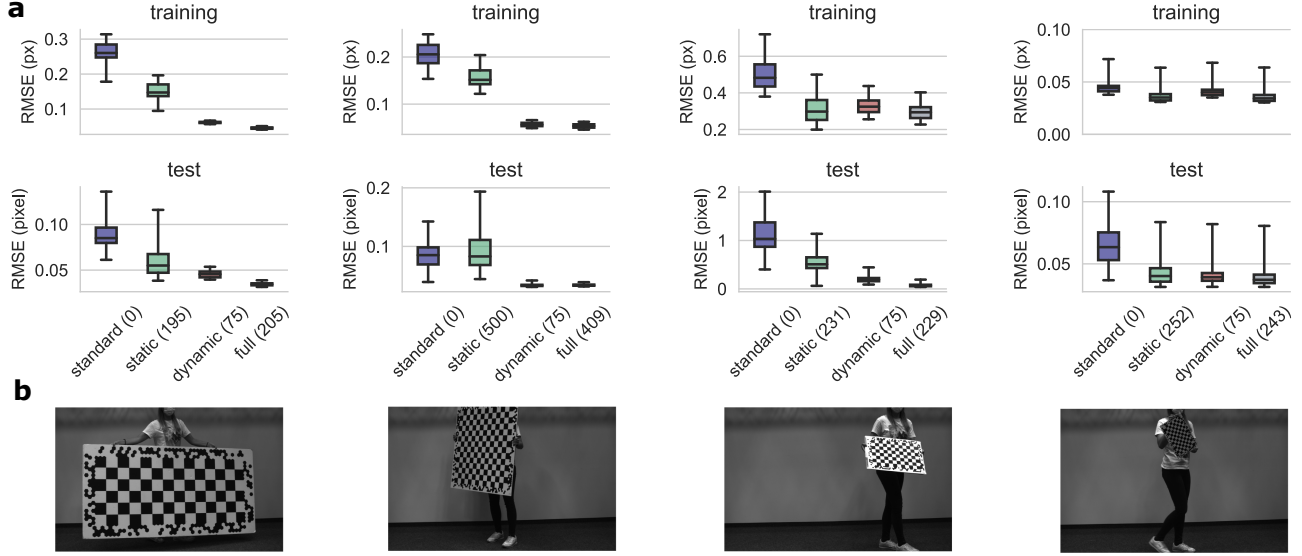 a
training
training
training
training
RMSE (px)
0.3
0.2
0.1
RMSE (px)
0.2
0.1
RMSE (px)
0.6
0.4
0.2
RMSE (px)
0.10
0.05
0.00
test
test
test
test
RMSE (pixel)
0.10
0.05
RMSE (pixel)
0.2
0.1
RMSE (px)
2
1
0
RMSE (px)
0.10
0.05
standard (0)
static (195)
dynamic (75)
full (205)
standard (0)
static (500)
dynamic (75)
full (409)
standard (0)
static (231)
dynamic (75)
full (229)
standard (0)
static (252)
dynamic (75)
full (243)
b